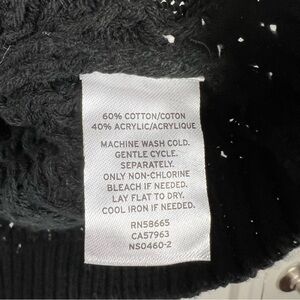 60% COTTON/COTON
40% ACRYLIC/ACRYLIQUE
MACHINE WASH COLD.
GENTLE CYCLE.
SEPARATELY.
ONLY NON-CHLORINE
BLEACH IF NEEDED.
LAY FLAT TO DRY.
COOL IRON IF NEEDED.
RN58665
CA57963
NS0460-2